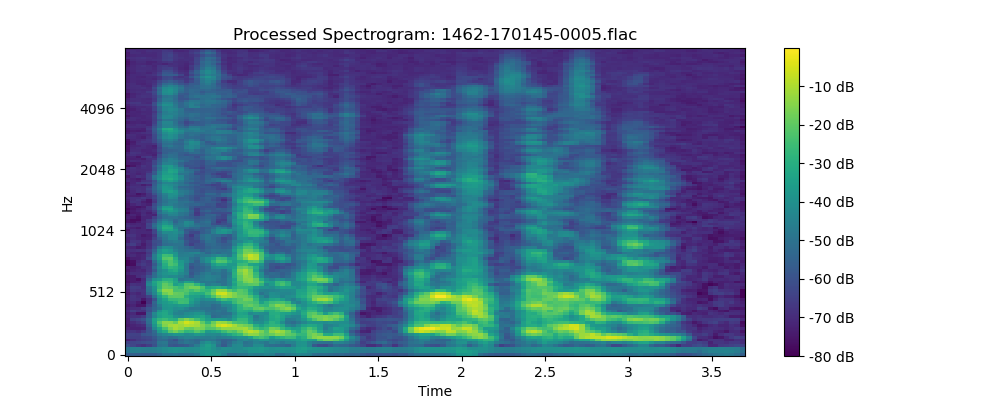 Processed Spectrogram: 1462-170145-0005.flac
Hz
4096
2048
1024
512
0
0
0.5
1
1.5
2
2.5
3
3.5
Time
-10 dB
-20 dB
-30 dB
-40 dB
-50 dB
-60 dB
-70 dB
-80 dB